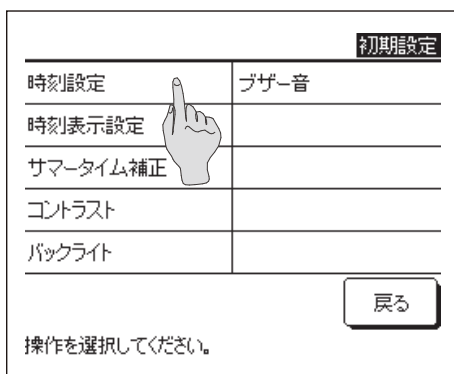 初期設定
時刻設定 ブザー音
時刻表示設定
サマータイム補正
コントラスト
バックライト
戻る
操作を選択してください。